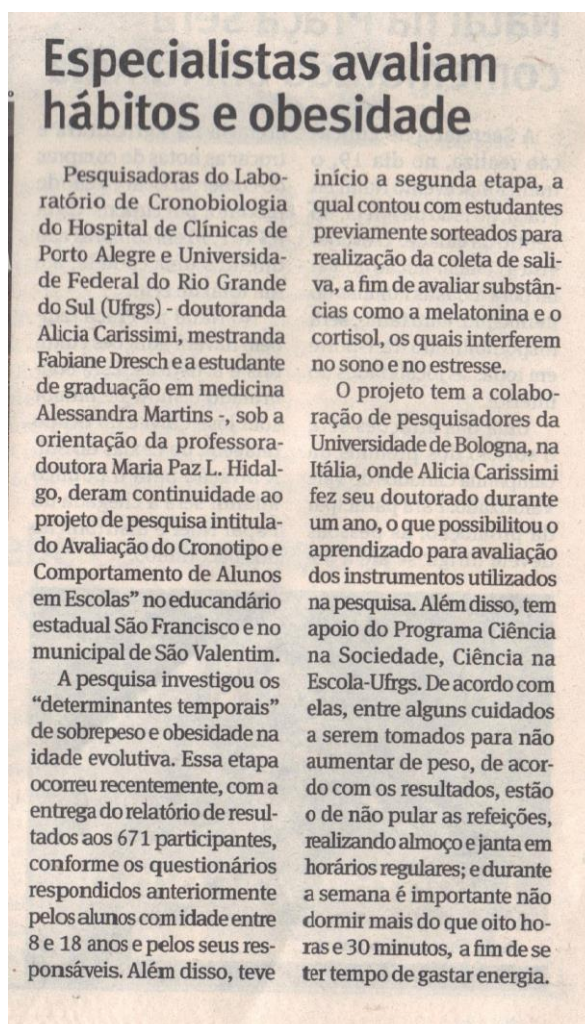 Especialistas avaliam
hábitos e obesidade
Pesquisadoras do Labo-
ratório de Cronobiologia
do Hospital de Clínicas de
Porto Alegre e Universida-
de Federal do Rio Grande
do Sul (Ufrgs) - doutoranda
Alicia Carissimi, mestranda
Fabiane Dresch e a estudante
de graduação em medicina
Alessandra Martins -, sob a
orientação da professora-
doutora Maria Paz L. Hidal-
go, deram continuidade ao
projeto de pesquisa intitula-
do Avaliação do Cronotipo e
Comportamento de Alunos
em Escolas” no educandário
estadual São Francisco e no
municipal de São Valentim.
A pesquisa investigou os
“determinantes temporais”
de sobrepeso e obesidade na
idade evolutiva. Essa etapa
ocorreu recentemente, com a
entrega do relatório de resul-
tados aos 671 participantes,
conforme os questionários
respondidos anteriormente
pelos alunos com idade entre
8 e 18 anos e pelos seus res-
ponsáveis. Além disso, teve
início a segunda etapa, a
qual contou com estudantes
previamente sorteados para
realização da coleta de sali-
va, a fim de avaliar substân-
cias como a melatonina e o
cortisol, os quais interferem
no sono e no estresse.
O projeto tem a colabo-
ração de pesquisadores da
Universidade de Bologna, na
Itália, onde Alicia Carissimi
fez seu doutorado durante
um ano, o que possibilitou o
aprendizado para avaliação
dos instrumentos utilizados
na pesquisa. Além disso, tem
apoio do Programa Ciência
na Sociedade, Ciência na
Escola-Ufrgs. De acordo com
elas, entre alguns cuidados
a serem tomados para não
aumentar de peso, de acor-
do com os resultados, estão
o de não pular as refeições,
realizando almoço e janta em
horários regulares; e durante
a semana é importante não
dormir mais do que oito ho-
ras e 30 minutos, a fim de se
ter tempo de gastar energia.